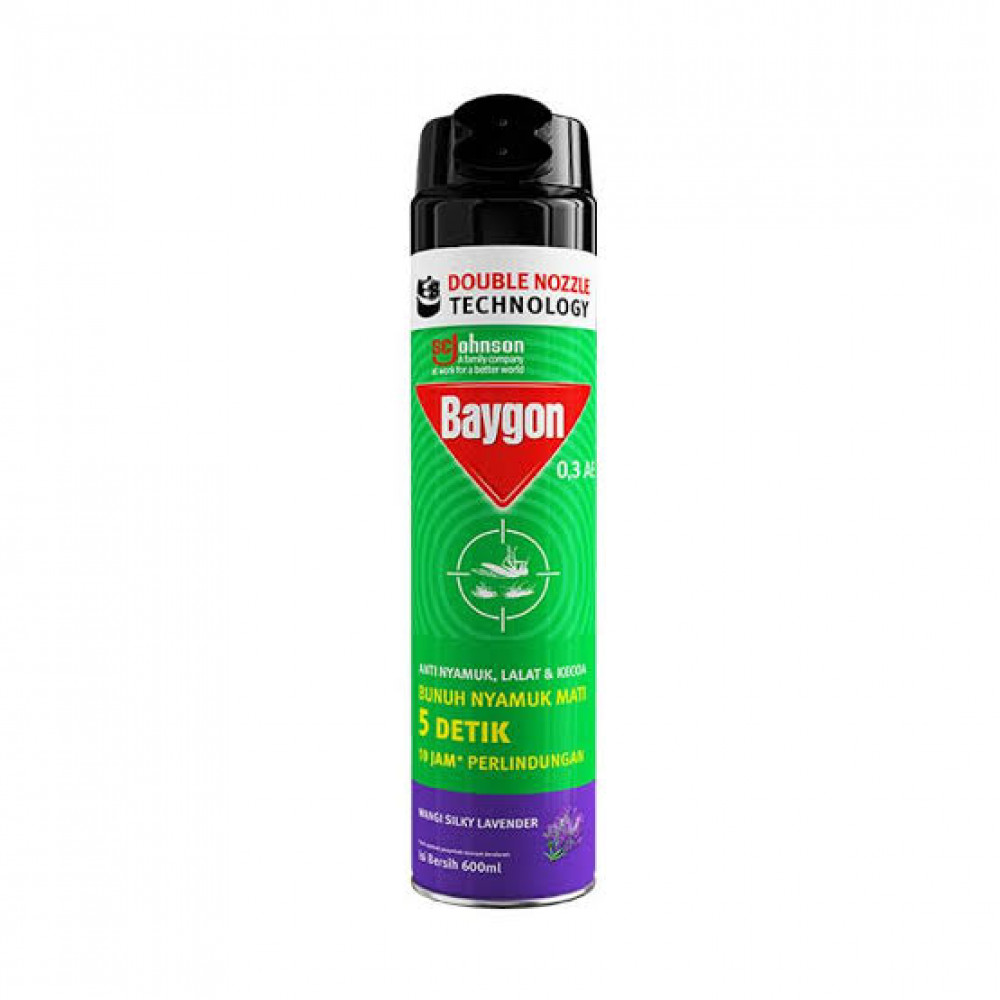 DOUBLE NOZZLE
TECHNOLOGY
scJohnson
A family company
at work for a better world
Baygon
0,3 AE
ANTI NYAMUK, LALAT & KECOA
BUNUH NYAMUK MATI
5 DETIK
10 JAM* PERLINDUNGAN
WANGI SILKY LAVENDER
Isi Bersih 600ml